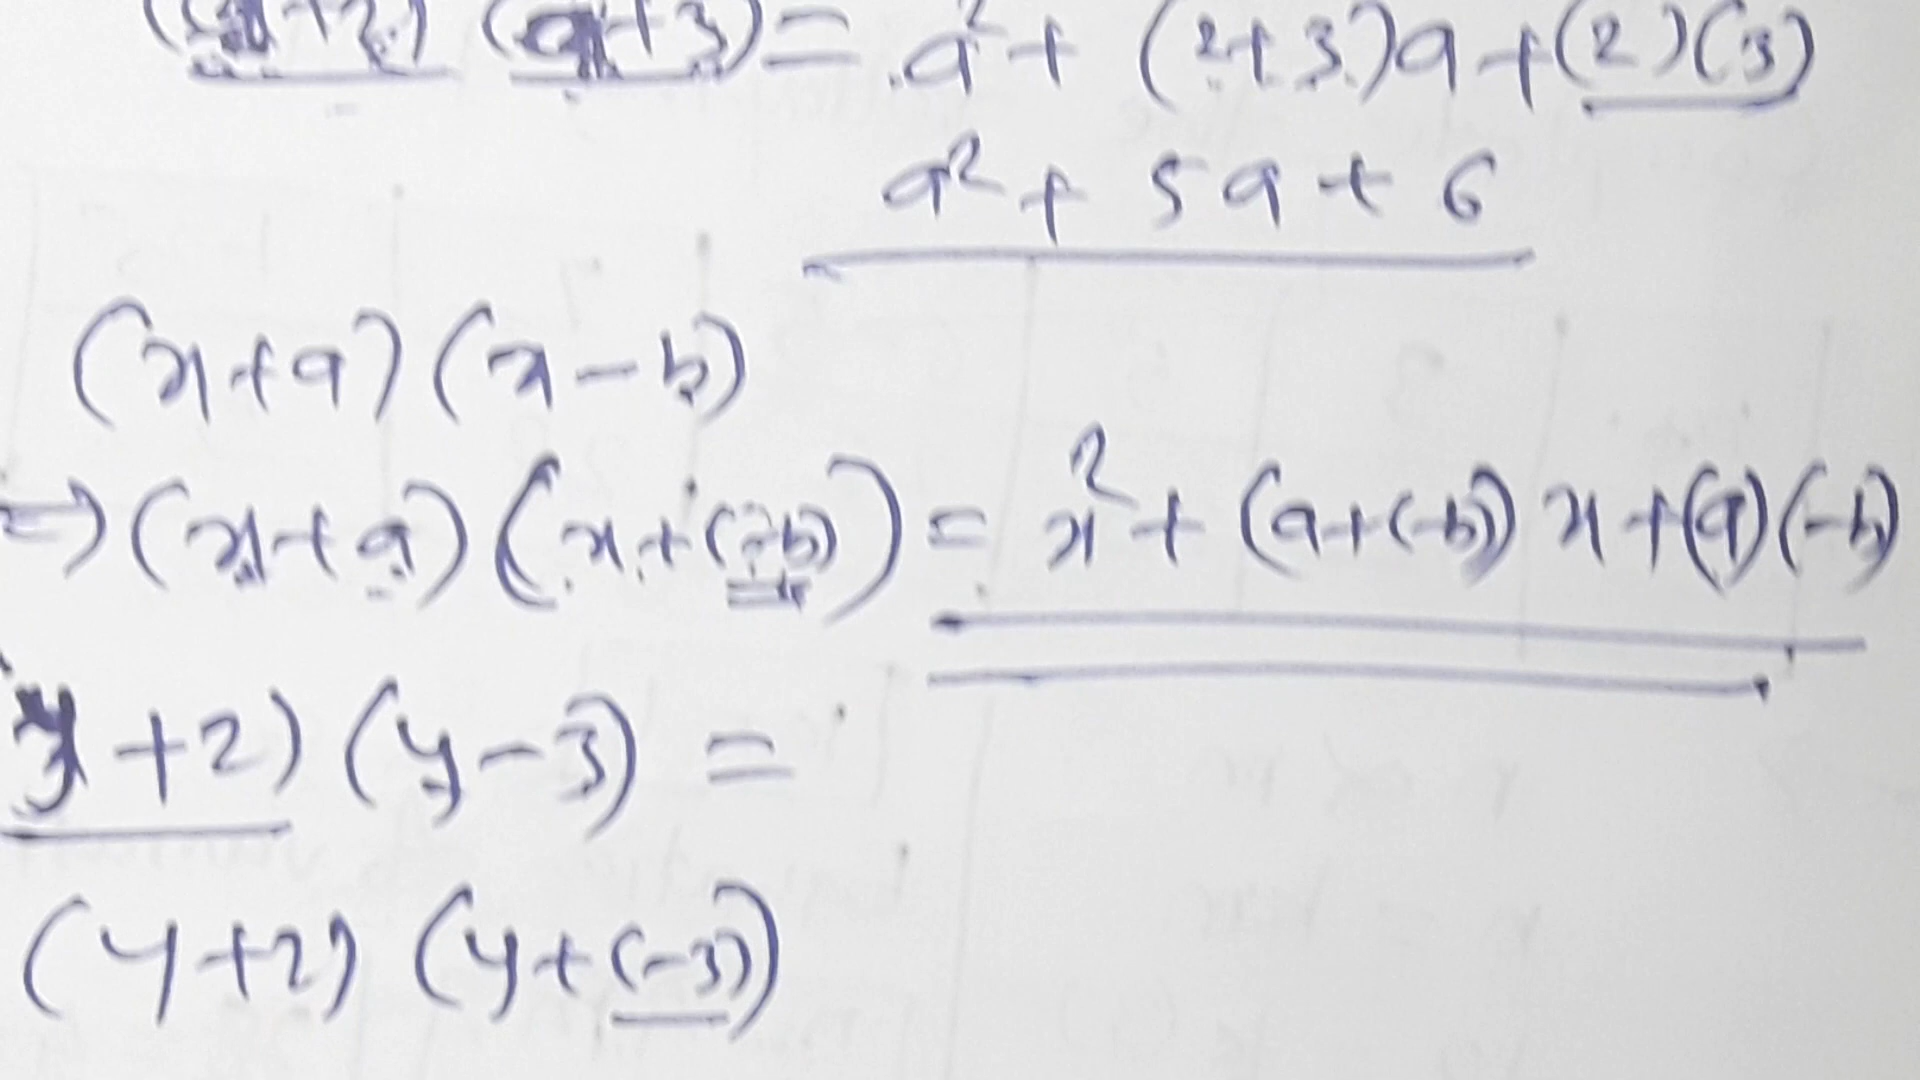 (a+2) (a+3) = a² + (2+3)a + (2)(3)
a² + 5a + 6
(x+a) (x-b)
⇒ (x+a) (x+(-b)) = x² + (a+(-b)) x + (a)(-b)
y+2) (y-3) =
(y+2) (y+(-3))